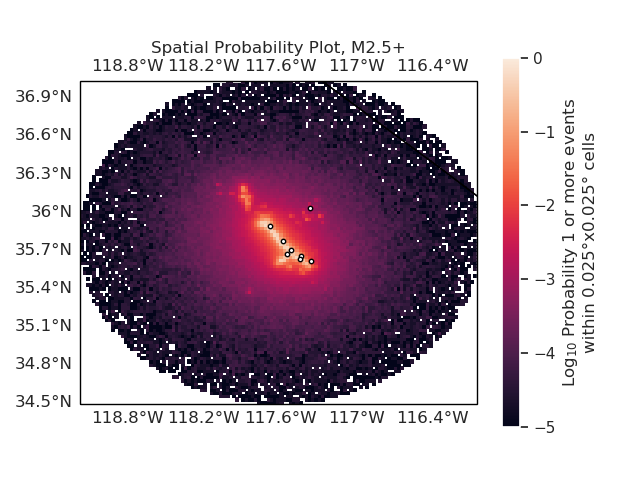 Spatial Probability Plot, M2.5+
118.8°W 118.2°W 117.6°W 117°W 116.4°W
36.9°N
36.6°N
36.3°N
36°N
35.7°N
35.4°N
35.1°N
34.8°N
34.5°N
118.8°W 118.2°W 117.6°W 117°W 116.4°W
0
−1
−2
−3
−4
−5
Log₁₀ Probability 1 or more events
within 0.025°x0.025° cells